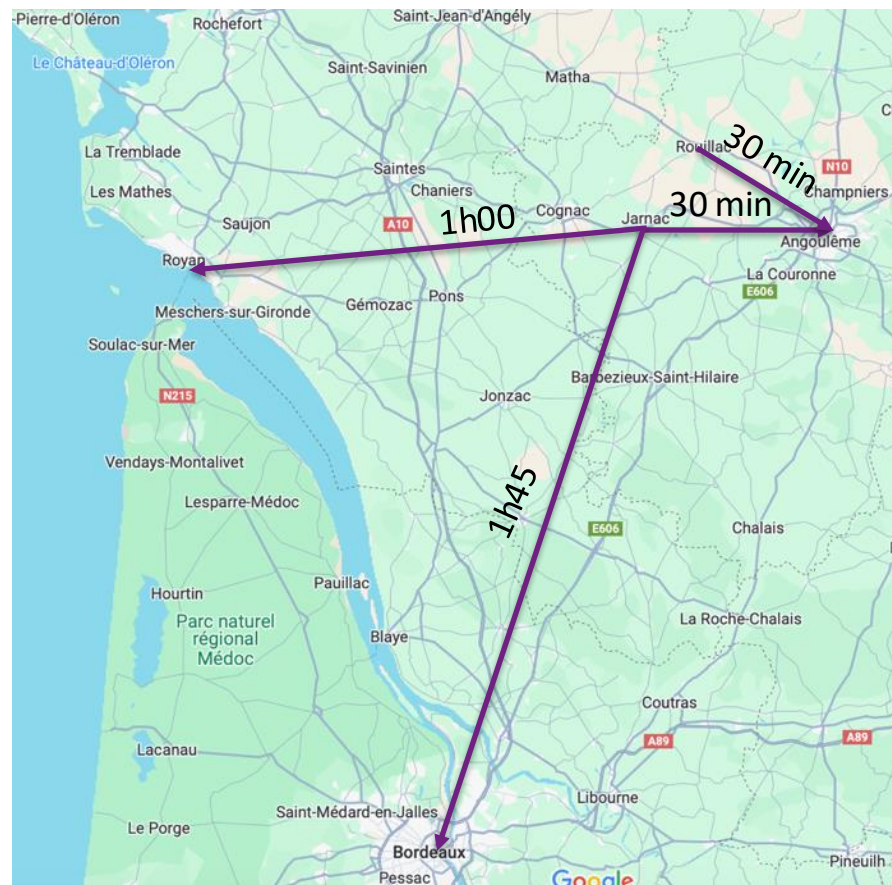 -Pierre-d'Oléron
Rochefort
Saint-Jean-d'Angély
Le Château-d'Oléron
Saint-Savinien
Matha
La Tremblade
Rouillac
30 min
Saintes
N10
Les Mathes
Chaniers
Champniers
Saujon
A10
1h00
Cognac
Jarnac
30 min
Angoulême
Royan
La Couronne
E606
Meschers-sur-Gironde
Gémozac
Pons
Soulac-sur-Mer
Barbezieux-Saint-Hilaire
N215
Jonzac
Vendays-Montalivet
1h45
Lesparre-Médoc
E606
Chalais
Hourtin
Pauillac
Parc naturel
régional
Médoc
La Roche-Chalais
Blaye
Coutras
Lacanau
A89
A89
Libourne
Saint-Médard-en-Jalles
Le Porge
Bordeaux
Pineuilh
Pessac
Google